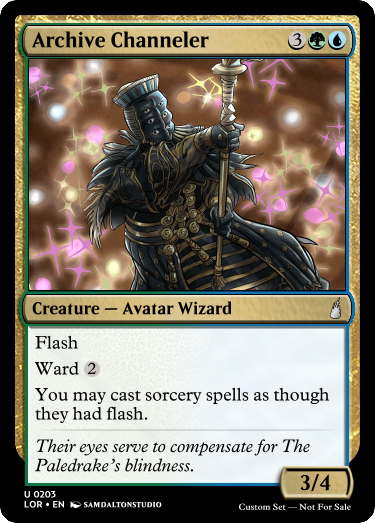 Archive Channeler 3
Creature — Avatar Wizard
Flash
Ward 2
You may cast sorcery spells as though
they had flash.
Their eyes serve to compensate for The
Paledrake's blindness.
3/4
U 0203
LOR • EN SAMDALTONSTUDIO
Custom Set — Not For Sale